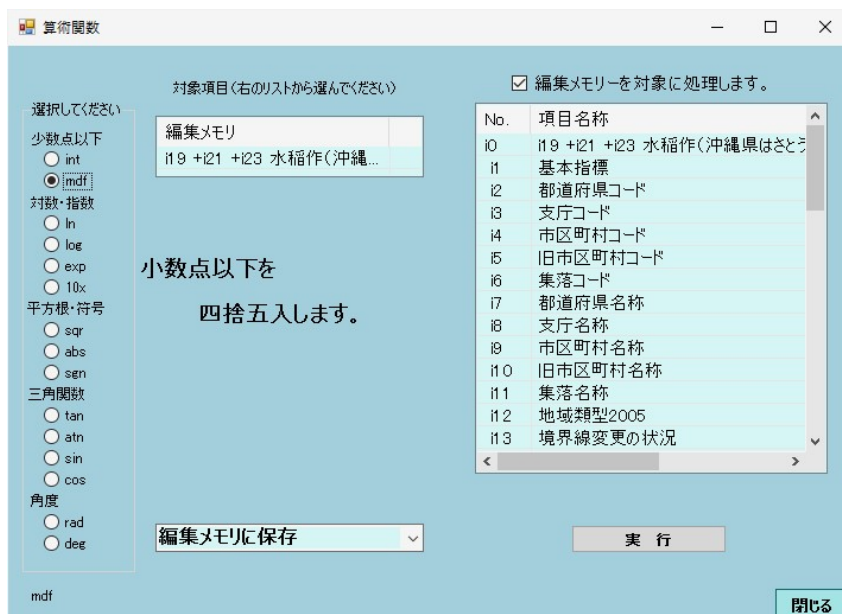 算術関数
対象項目(右のリストから選んでください)
編集メモリーを対象に処理します。
選択してください
少数点以下
int
mdf
対数・指数
ln
log
exp
10x
平方根・符号
sqr
abs
sgn
三角関数
tan
atn
sin
cos
角度
rad
deg
編集メモリ
i19 +i21 +i23 水稲作(沖縄...
小数点以下を
四捨五入します。
No. 項目名称
i0 i19 +i21 +i23 水稲作(沖縄県はさとう
i1 基本指標
i2 都道府県コード
i3 支庁コード
i4 市区町村コード
i5 旧市区町村コード
i6 集落コード
i7 都道府県名称
i8 支庁名称
i9 市区町村名称
i10 旧市区町村名称
i11 集落名称
i12 地域類型2005
i13 境界線変更の状況
編集メモリに保存
実 行
mdf
閉じる